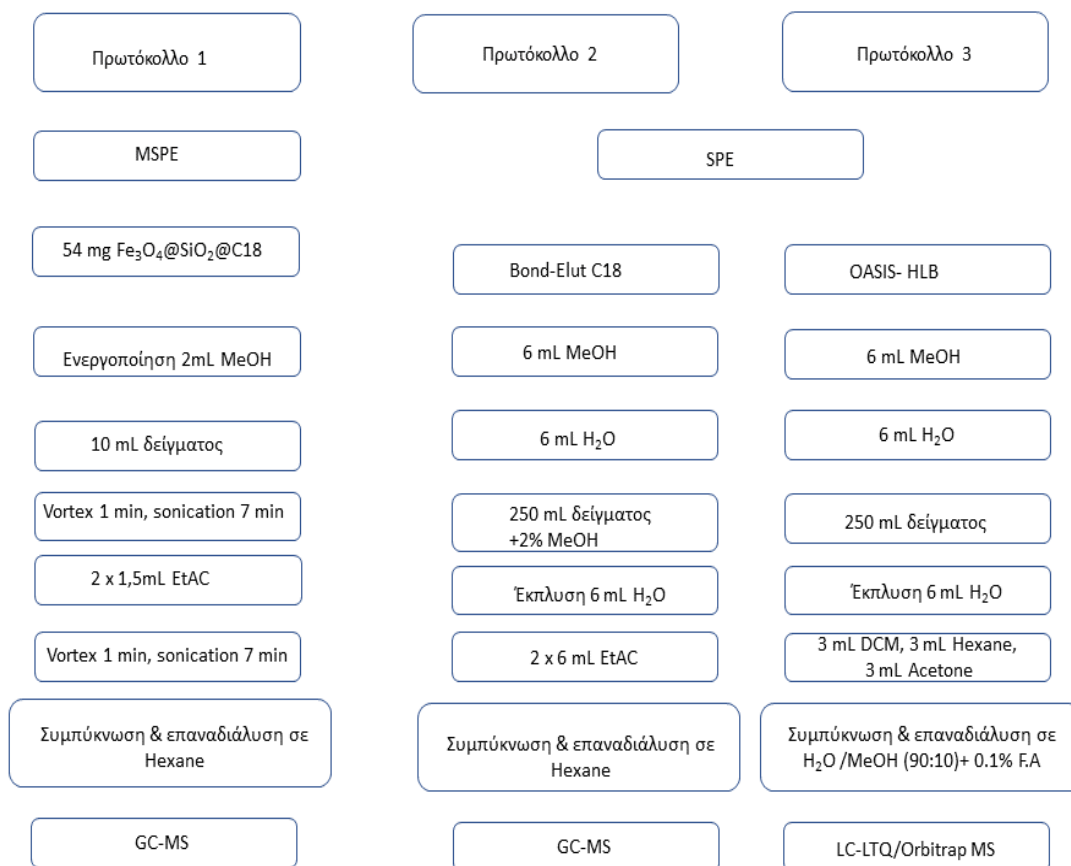 Πρωτόκολλο 1
Πρωτόκολλο 2
Πρωτόκολλο 3
MSPE
SPE
54 mg Fe₃O₄@SiO₂@C18
Bond-Elut C18
OASIS- HLB
Ενεργοποίηση 2mL MeOH
6 mL MeOH
6 mL MeOH
10 mL δείγματος
6 mL H₂O
6 mL H₂O
Vortex 1 min, sonication 7 min
250 mL δείγματος
+2% MeOH
250 mL δείγματος
2 x 1,5mL EtAC
Έκπλυση 6 mL H₂O
Έκπλυση 6 mL H₂O
Vortex 1 min, sonication 7 min
2 x 6 mL EtAC
3 mL DCM, 3 mL Hexane,
3 mL Acetone
Συμπύκνωση & επαναδιάλυση σε
Hexane
Συμπύκνωση & επαναδιάλυση σε
Hexane
Συμπύκνωση & επαναδιάλυση σε
H₂O /MeOH (90:10)+ 0.1% F.A
GC-MS
GC-MS
LC-LTQ/Orbitrap MS